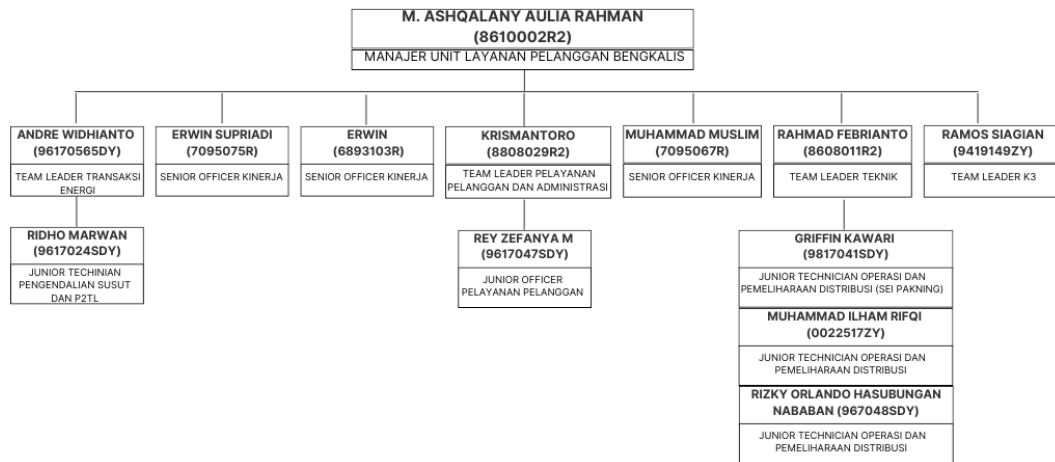 M. ASHQALANY AULIA RAHMAN
(8610002R2)
MANAJER UNIT LAYANAN PELANGGAN BENGKALIS
ANDRE WIDHIANTO
(96170565DY)
TEAM LEADER TRANSAKSI
ENERGI
ERWIN SUPRIADI
(7095075R)
SENIOR OFFICER KINERJA
ERWIN
(6893103R)
SENIOR OFFICER KINERJA
KRISMANTORO
(8808029R2)
TEAM LEADER PELAYANAN
PELANGGAN DAN ADMINISTRASI
MUHAMMAD MUSLIM
(7095067R)
SENIOR OFFICER KINERJA
RAHMAD FEBRIANTO
(8608011R2)
TEAM LEADER TEKNIK
RAMOS SIAGIAN
(9419149ZY)
TEAM LEADER K3
RIDHO MARWAN
(9617024SDY)
JUNIOR TECHINIAN
PENGENDALIAN SUSUT
DAN P2TL
REY ZEFANYA M
(9617047SDY)
JUNIOR OFFICER
PELAYANAN PELANGGAN
GRIFFIN KAWARI
(9817041SDY)
JUNIOR TECHNICIAN OPERASI DAN
PEMELIHARAAN DISTRIBUSI (SEI PAKNING)
MUHAMMAD ILHAM RIFQI
(0022517ZY)
JUNIOR TECHNICIAN OPERASI DAN
PEMELIHARAAN DISTRIBUSI
RIZKY ORLANDO HASUBUNGAN
NABABAN (967048SDY)
JUNIOR TECHNICIAN OPERASI DAN
PEMELIHARAAN DISTRIBUSI